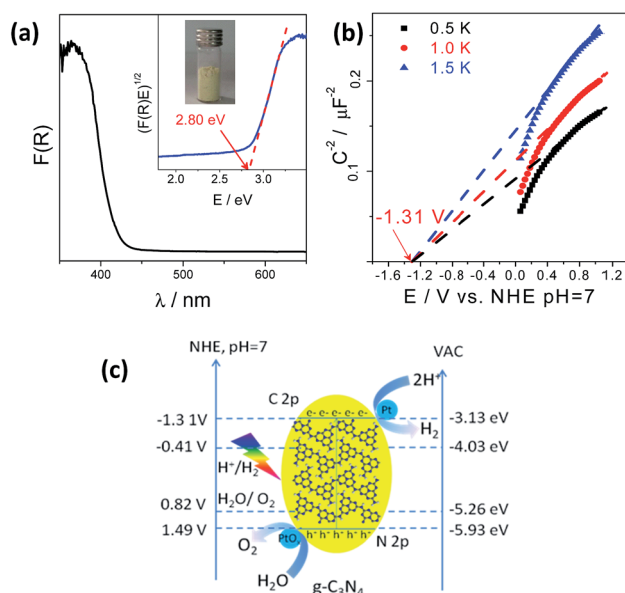 (a)
F(R)
(F(R)E)^1/2
2.80 eV
2.0 2.5 3.0 3.5
E / eV
400 500 600
λ / nm
(b)
0.5 K
1.0 K
1.5 K
C⁻² / μF⁻²
0.2
0.1
-1.31 V
-1.6 -1.2 -0.8 -0.4 0.0 0.4 0.8 1.2
E / V vs. NHE pH=7
(c)
NHE, pH=7
VAC
C 2p
e- e- e- e- e-
2H⁺
Pt
H₂
-1.3 1V
-3.13 eV
-0.41 V
-4.03 eV
H⁺/H₂
H₂O/ O₂
0.82 V
-5.26 eV
1.49 V
-5.93 eV
h⁺ h⁺ h⁺ h⁺ h⁺
N 2p
O₂
PtOₓ
H₂O
g-C₃N₄